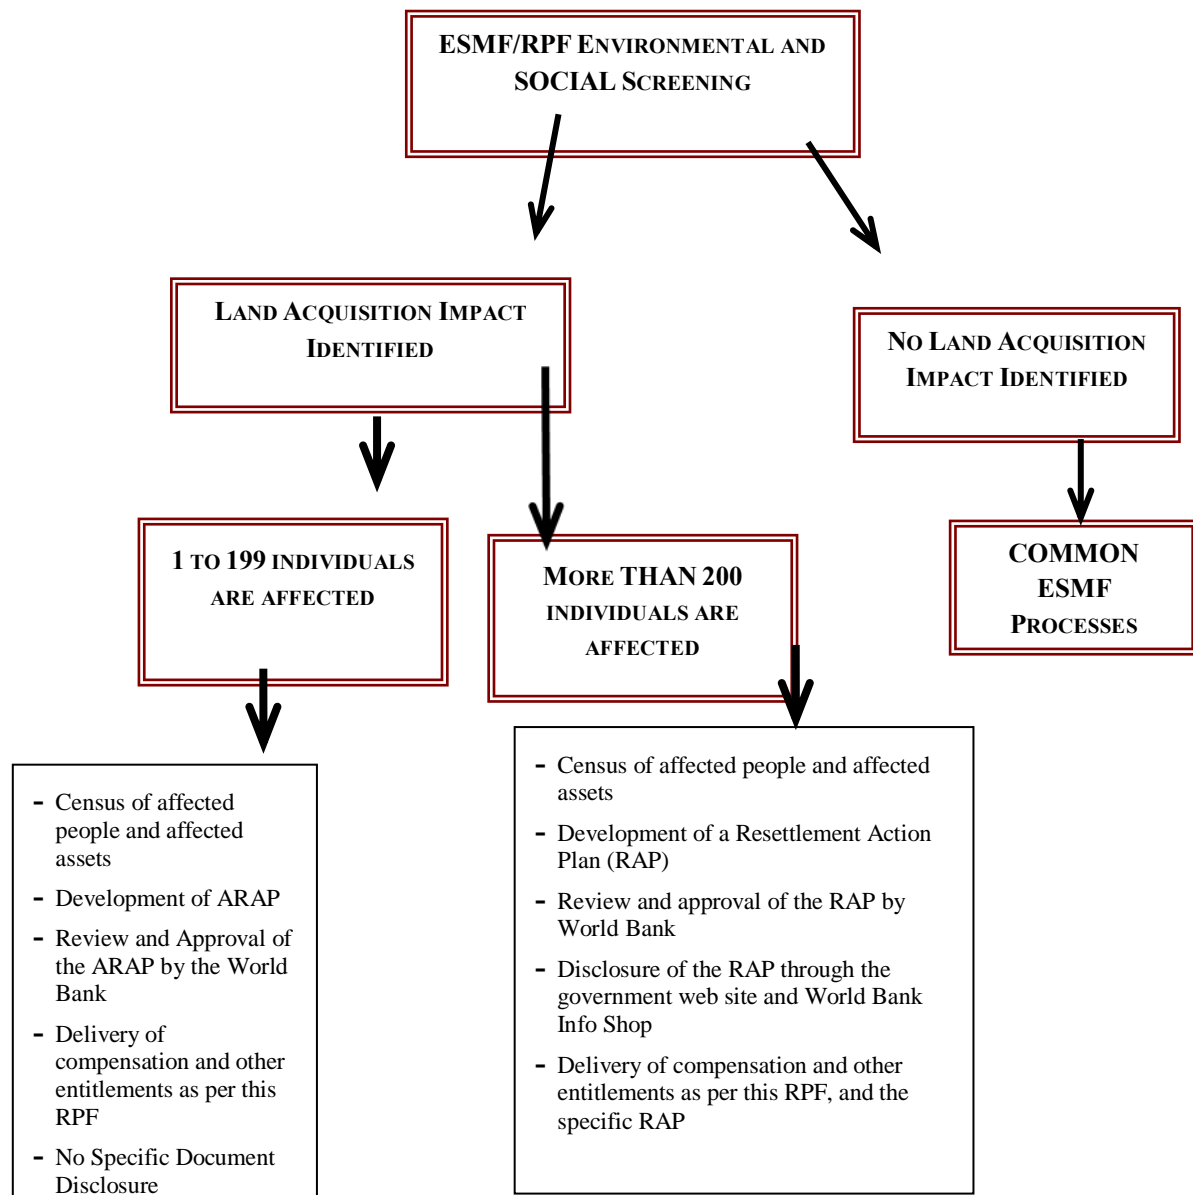 ESMF/RPF ENVIRONMENTAL AND
SOCIAL SCREENING
LAND ACQUISITION IMPACT
IDENTIFIED
NO LAND ACQUISITION
IMPACT IDENTIFIED
1 TO 199 INDIVIDUALS
ARE AFFECTED
MORE THAN 200
INDIVIDUALS ARE
AFFECTED
COMMON
ESMF
PROCESSES
- Census of affected
people and affected
assets
- Development of ARAP
- Review and Approval of
the ARAP by the World
Bank
- Delivery of
compensation and other
entitlements as per this
RPF
- No Specific Document
Disclosure
- Census of affected people and affected
assets
- Development of a Resettlement Action
Plan (RAP)
- Review and approval of the RAP by
World Bank
- Disclosure of the RAP through the
government web site and World Bank
Info Shop
- Delivery of compensation and other
entitlements as per this RPF, and the
specific RAP